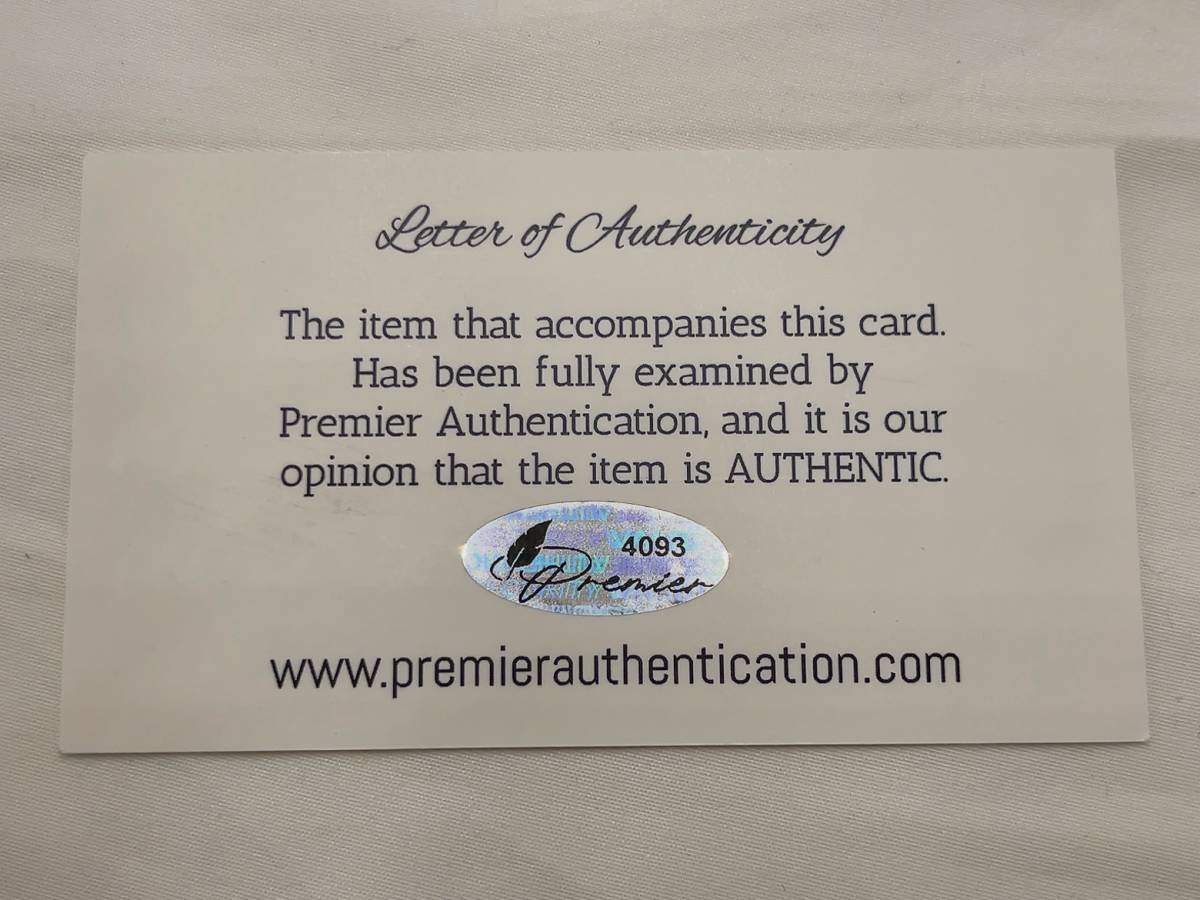 Letter of Authenticity
The item that accompanies this card.
Has been fully examined by
Premier Authentication, and it is our
opinion that the item is AUTHENTIC.
4093
Premier
www.premierauthentication.com